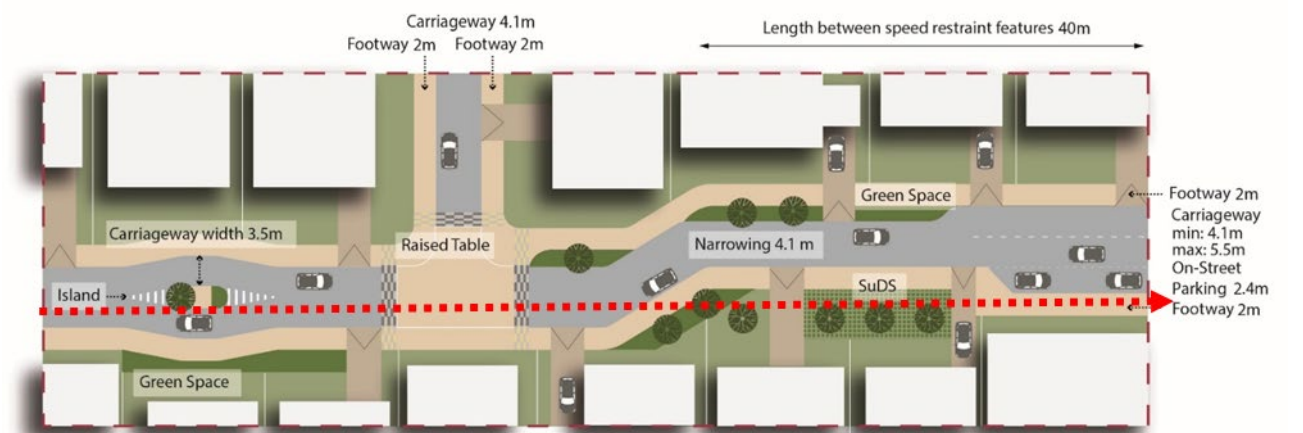 Carriageway 4.1m
Footway 2m Footway 2m
Length between speed restraint features 40m
Green Space
Footway 2m
Carriageway
min: 4.1m
max: 5.5m
On-Street
Parking 2.4m
Footway 2m
Carriageway width 3.5m
Raised Table
Narrowing 4.1 m
Island
SuDS
Green Space